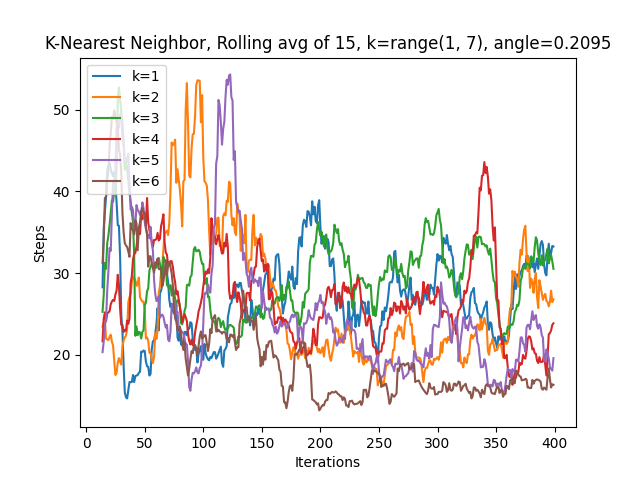 K-Nearest Neighbor, Rolling avg of 15, k=range(1, 7), angle=0.2095
k=1
k=2
k=3
k=4
k=5
k=6
50
40
30
20
Steps
0
50
100
150
200
250
300
350
400
Iterations